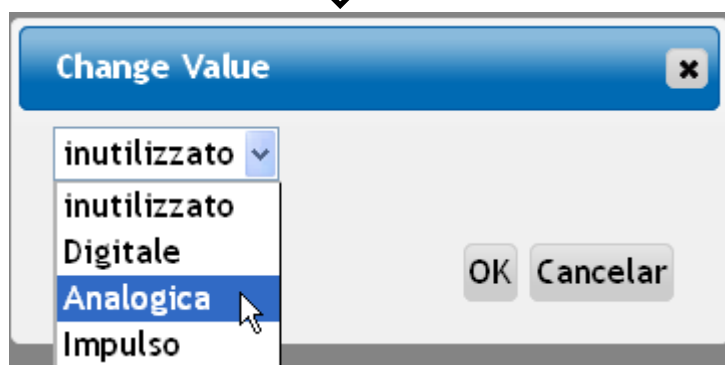 Change Value
inutilizzato
inutilizzato
Digitale
Analogica
Impulso
OK Cancelar